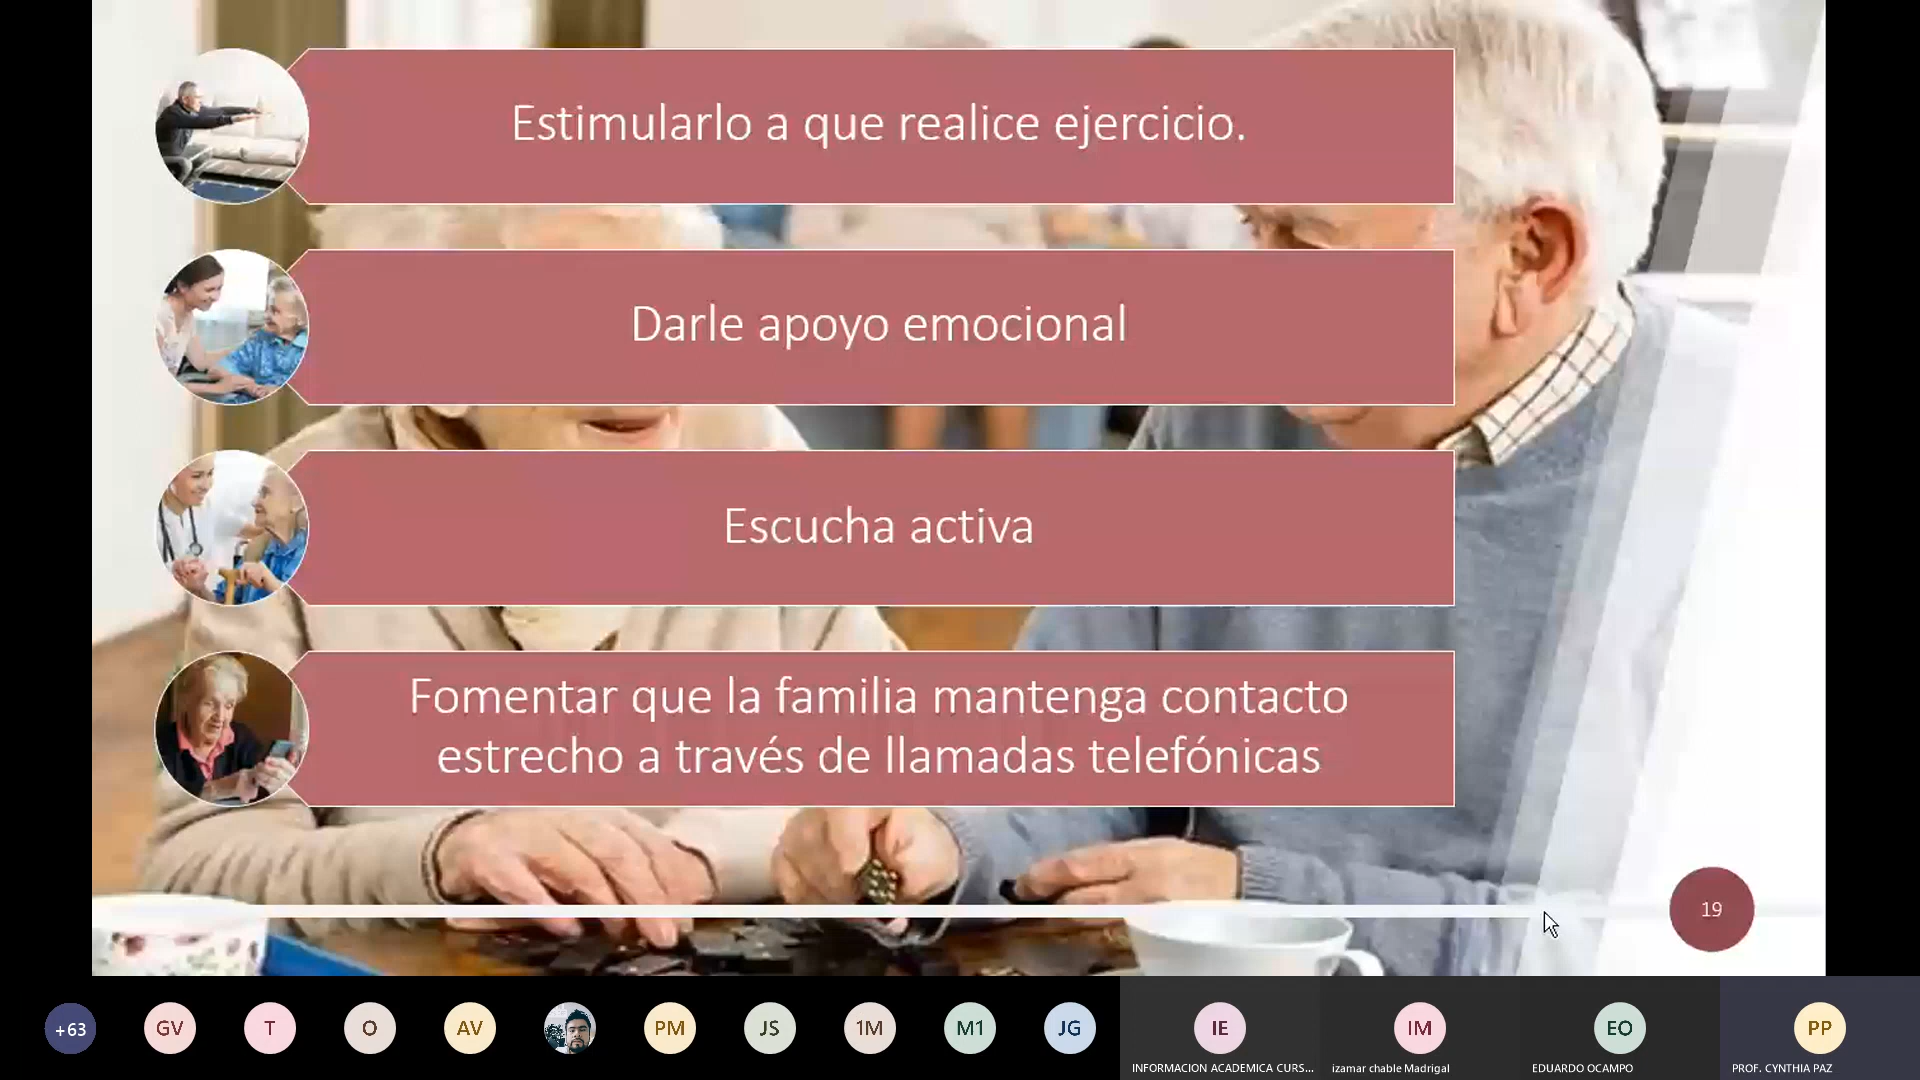 Estimularlo a que realice ejercicio.
Darle apoyo emocional
Escucha activa
Fomentar que la familia mantenga contacto
estrecho a través de llamadas telefónicas
19
+63
GV
T
O
AV
PM
JS
1M
M1
JG
IE
IM
EO
PP
INFORMACION ACADEMICA CURS...
izamar chable Madrigal
EDUARDO OCAMPO
PROF. CYNTHIA PAZ